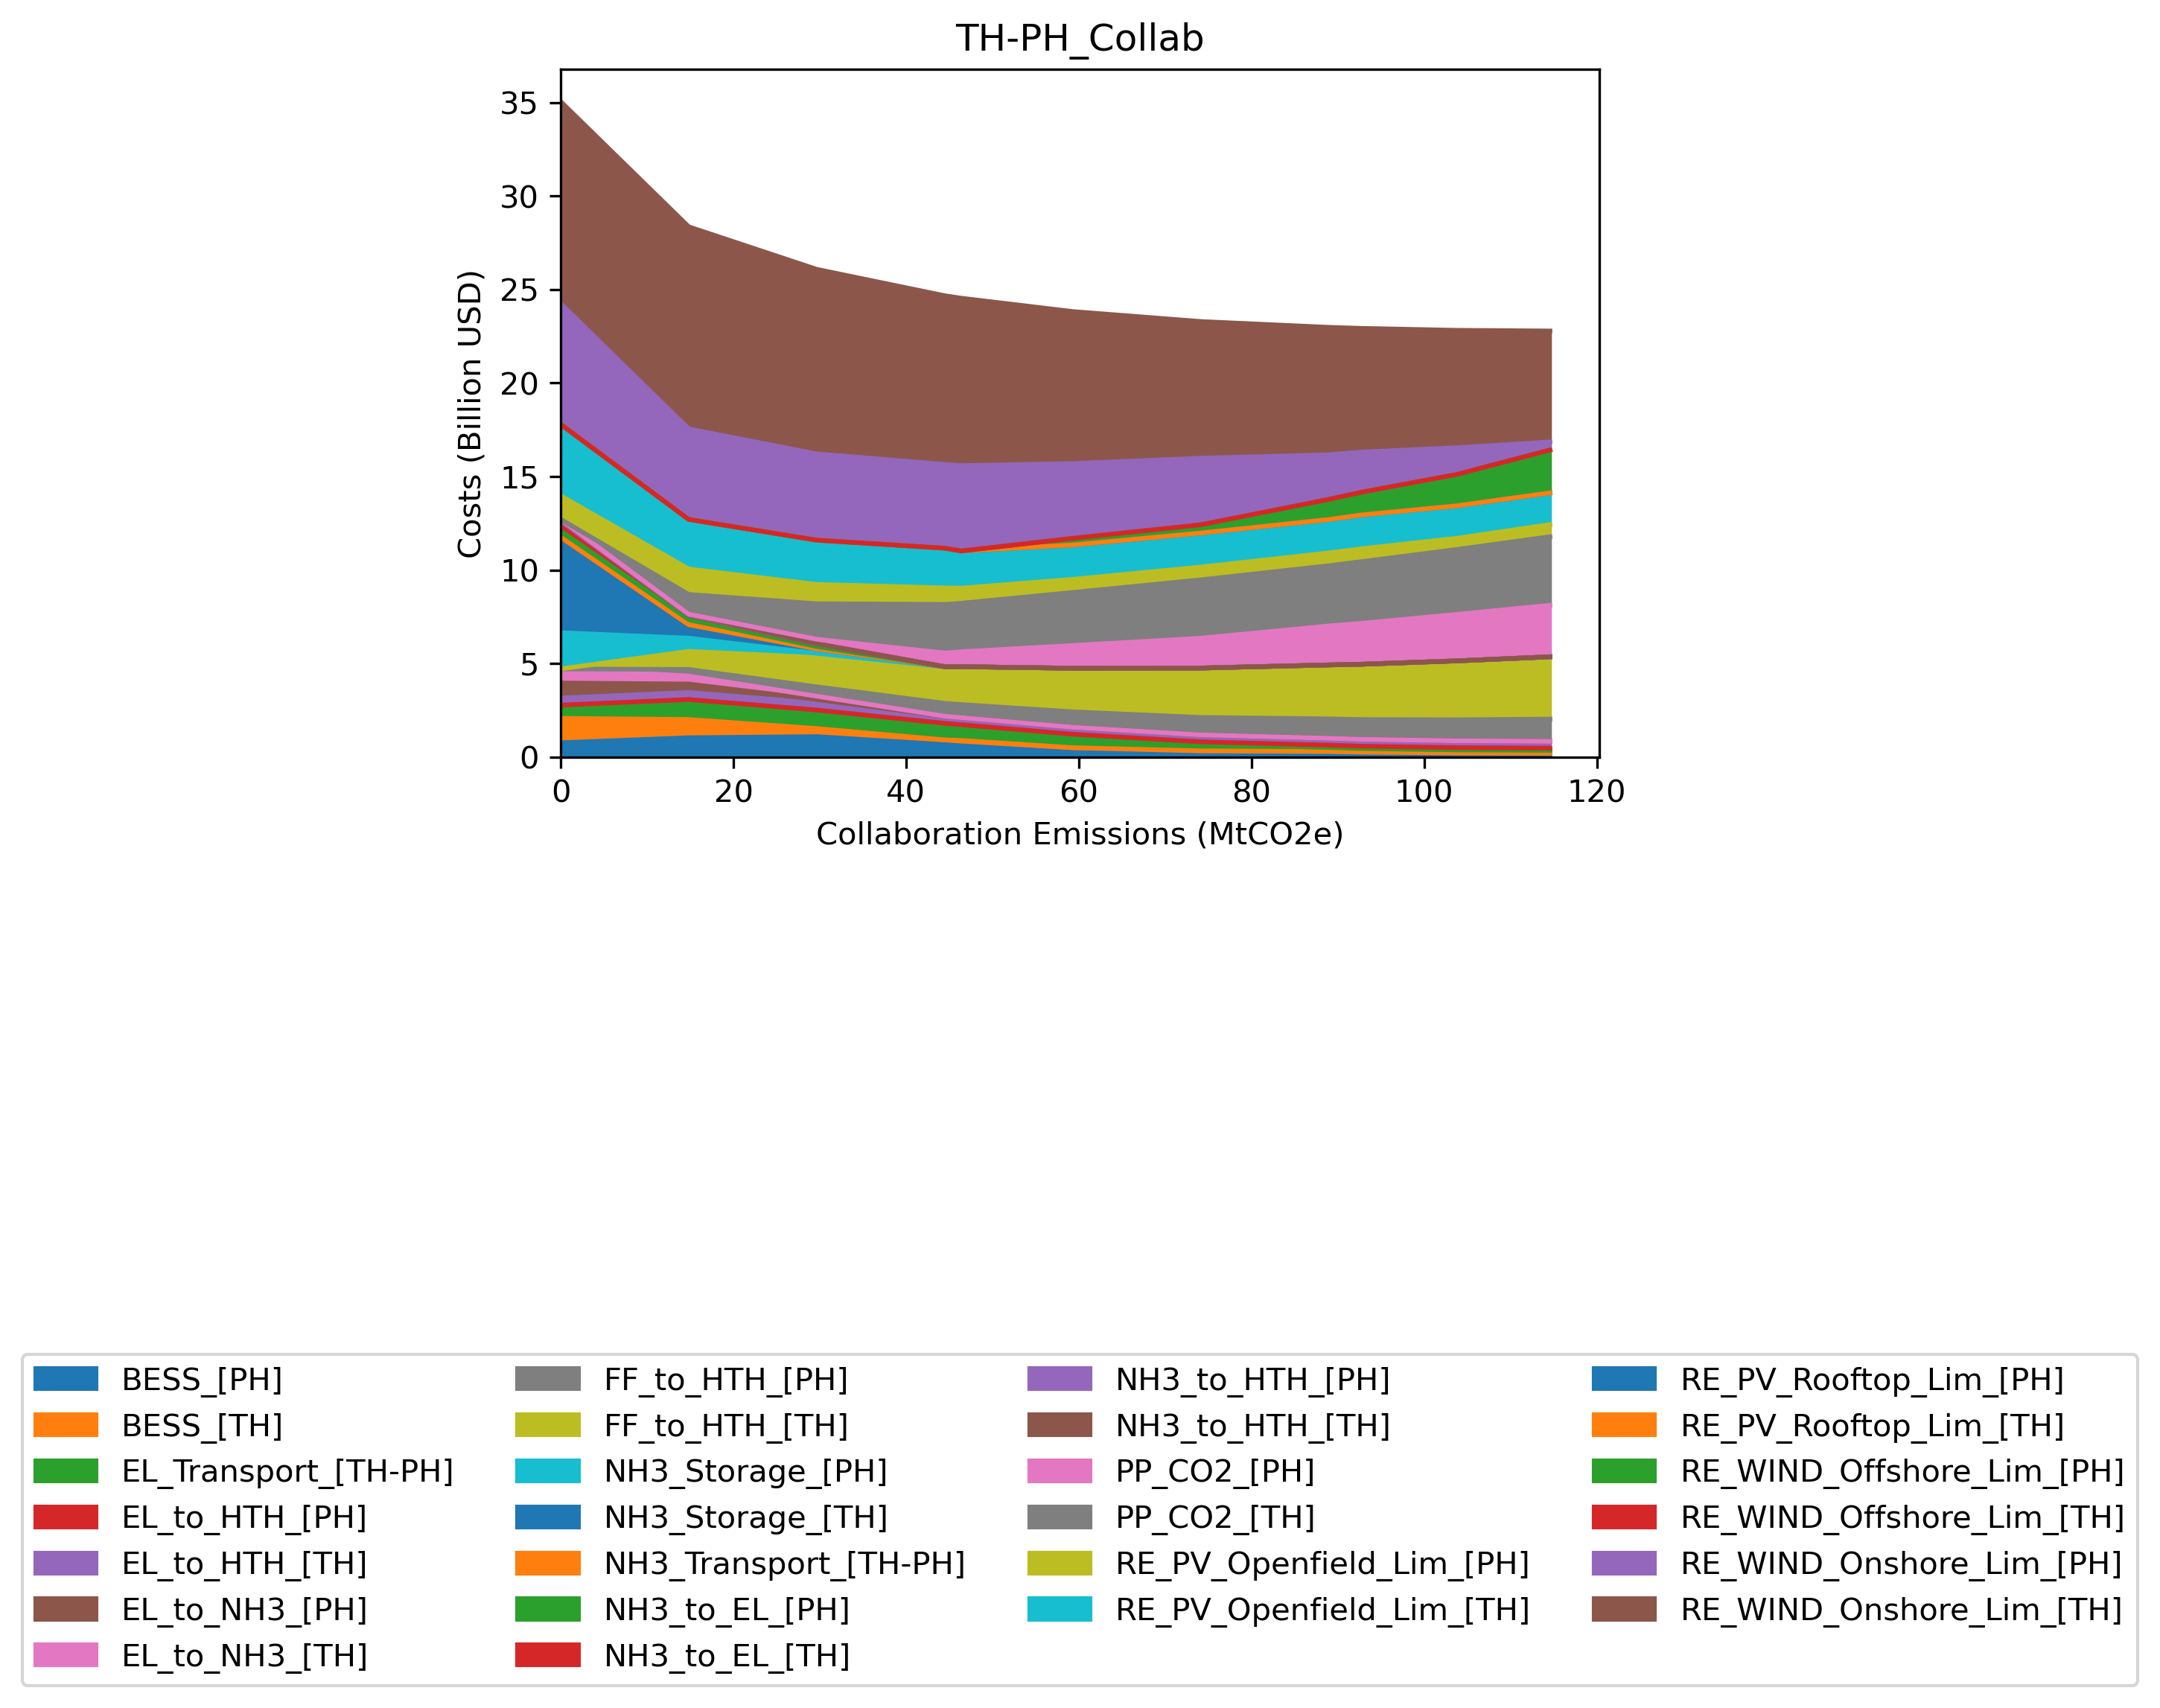 TH-PH_Collab
Costs (Billion USD)
35
30
25
20
15
10
5
0
0 20 40 60 80 100 120
Collaboration Emissions (MtCO2e)
BESS_[PH]
BESS_[TH]
EL_Transport_[TH-PH]
EL_to_HTH_[PH]
EL_to_HTH_[TH]
EL_to_NH3_[PH]
EL_to_NH3_[TH]
FF_to_HTH_[PH]
FF_to_HTH_[TH]
NH3_Storage_[PH]
NH3_Storage_[TH]
NH3_Transport_[TH-PH]
NH3_to_EL_[PH]
NH3_to_EL_[TH]
NH3_to_HTH_[PH]
NH3_to_HTH_[TH]
PP_CO2_[PH]
PP_CO2_[TH]
RE_PV_Openfield_Lim_[PH]
RE_PV_Openfield_Lim_[TH]
RE_PV_Rooftop_Lim_[PH]
RE_PV_Rooftop_Lim_[TH]
RE_WIND_Offshore_Lim_[PH]
RE_WIND_Offshore_Lim_[TH]
RE_WIND_Onshore_Lim_[PH]
RE_WIND_Onshore_Lim_[TH]